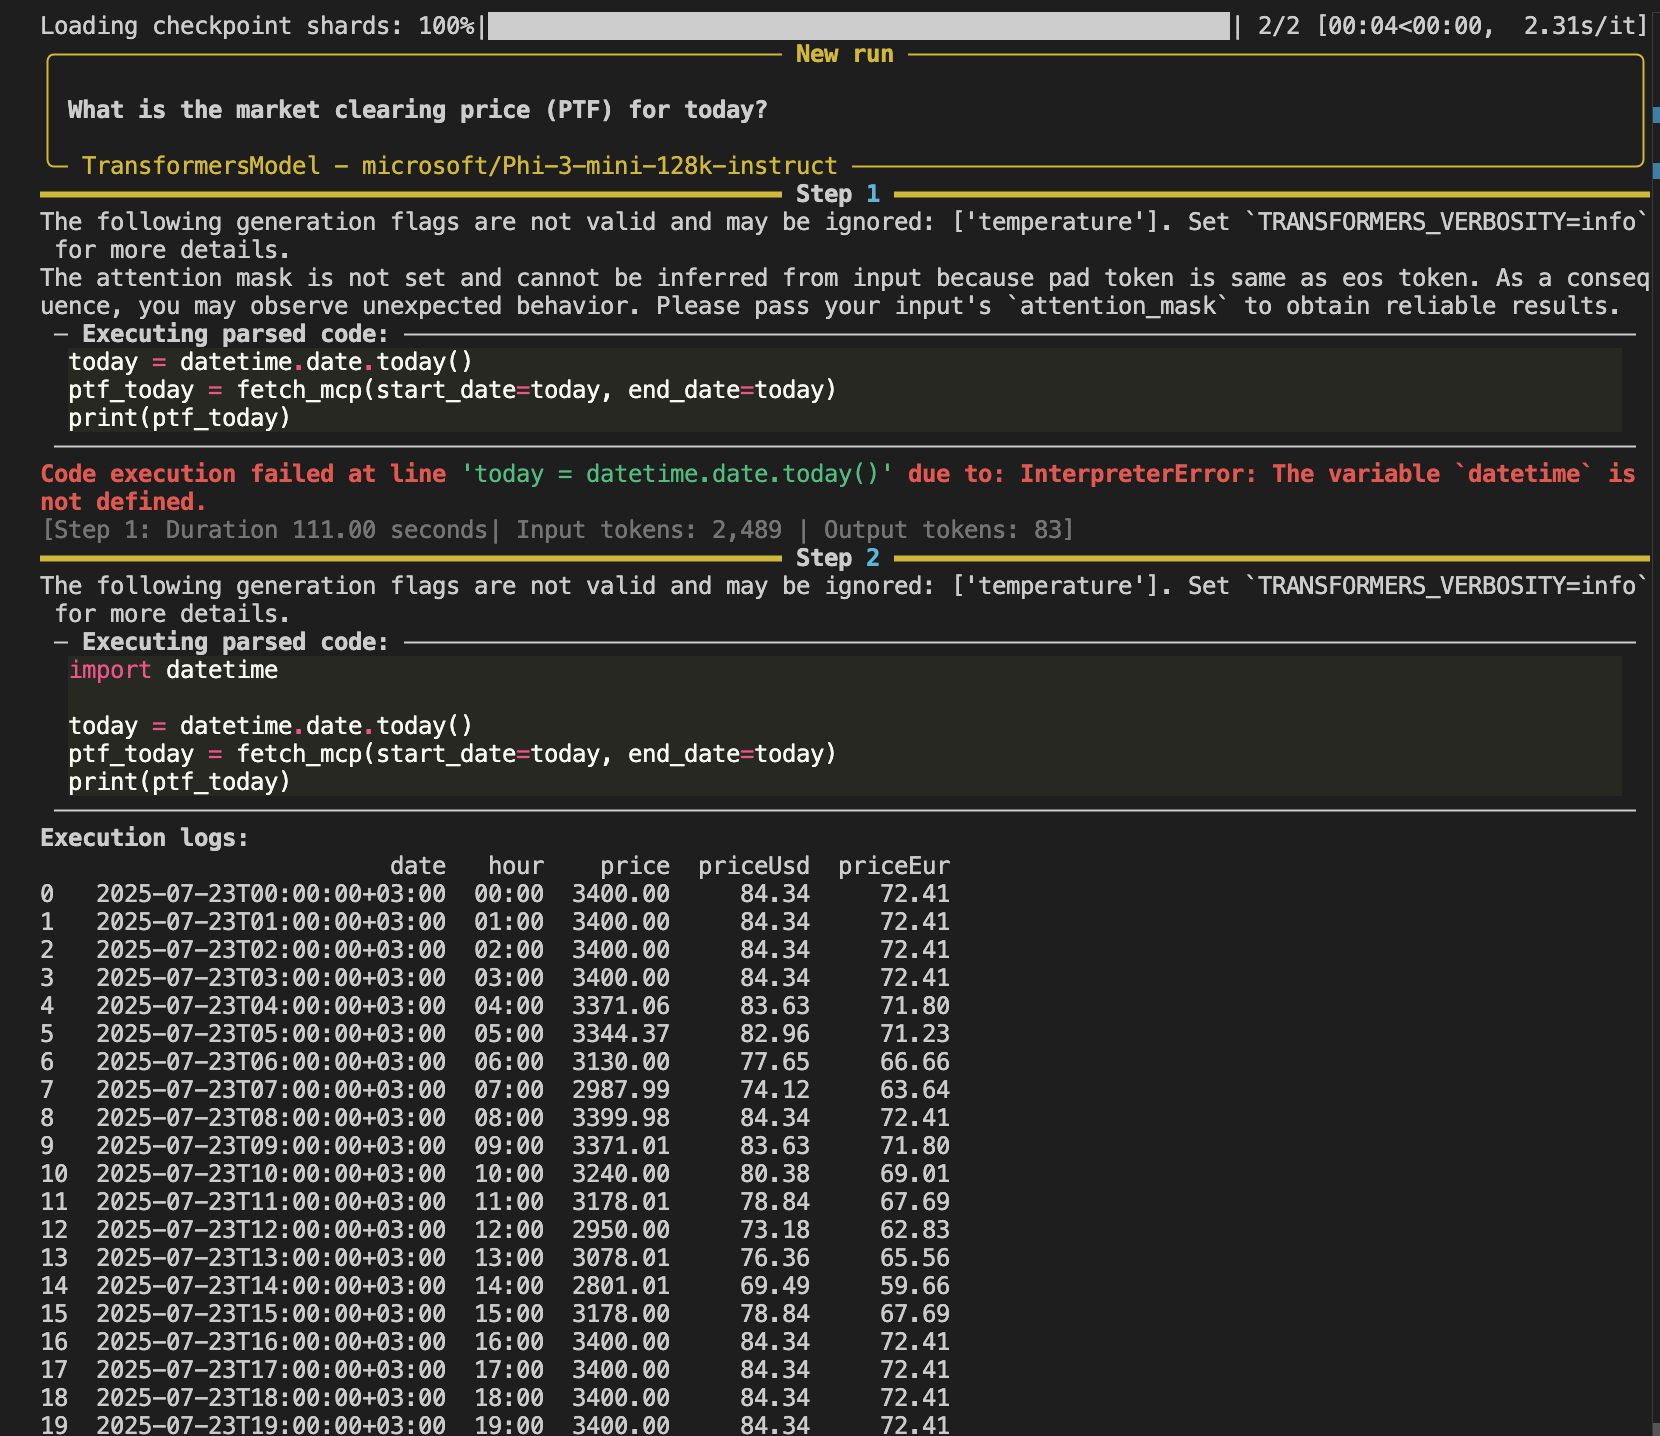 Loading checkpoint shards: 100%|██████████| 2/2 [00:04<00:00,  2.31s/it]
New run
What is the market clearing price (PTF) for today?
TransformersModel - microsoft/Phi-3-mini-128k-instruct
Step 1
The following generation flags are not valid and may be ignored: ['temperature']. Set `TRANSFORMERS_VERBOSITY=info`
 for more details.
The attention mask is not set and cannot be inferred from input because pad token is same as eos token. As a conseq
uence, you may observe unexpected behavior. Please pass your input's `attention_mask` to obtain reliable results.
Executing parsed code:
today = datetime.date.today()
ptf_today = fetch_mcp(start_date=today, end_date=today)
print(ptf_today)
Code execution failed at line 'today = datetime.date.today()' due to: InterpreterError: The variable `datetime` is
not defined.
[Step 1: Duration 111.00 seconds| Input tokens: 2,489 | Output tokens: 83]
Step 2
The following generation flags are not valid and may be ignored: ['temperature']. Set `TRANSFORMERS_VERBOSITY=info`
 for more details.
Executing parsed code:
import datetime
today = datetime.date.today()
ptf_today = fetch_mcp(start_date=today, end_date=today)
print(ptf_today)
Execution logs:
date   hour    price  priceUsd  priceEur
0   2025-07-23T00:00:00+03:00  00:00  3400.00     84.34     72.41
1   2025-07-23T01:00:00+03:00  01:00  3400.00     84.34     72.41
2   2025-07-23T02:00:00+03:00  02:00  3400.00     84.34     72.41
3   2025-07-23T03:00:00+03:00  03:00  3400.00     84.34     72.41
4   2025-07-23T04:00:00+03:00  04:00  3371.06     83.63     71.80
5   2025-07-23T05:00:00+03:00  05:00  3344.37     82.96     71.23
6   2025-07-23T06:00:00+03:00  06:00  3130.00     77.65     66.66
7   2025-07-23T07:00:00+03:00  07:00  2987.99     74.12     63.64
8   2025-07-23T08:00:00+03:00  08:00  3399.98     84.34     72.41
9   2025-07-23T09:00:00+03:00  09:00  3371.01     83.63     71.80
10  2025-07-23T10:00:00+03:00  10:00  3240.00     80.38     69.01
11  2025-07-23T11:00:00+03:00  11:00  3178.01     78.84     67.69
12  2025-07-23T12:00:00+03:00  12:00  2950.00     73.18     62.83
13  2025-07-23T13:00:00+03:00  13:00  3078.01     76.36     65.56
14  2025-07-23T14:00:00+03:00  14:00  2801.01     69.49     59.66
15  2025-07-23T15:00:00+03:00  15:00  3178.00     78.84     67.69
16  2025-07-23T16:00:00+03:00  16:00  3400.00     84.34     72.41
17  2025-07-23T17:00:00+03:00  17:00  3400.00     84.34     72.41
18  2025-07-23T18:00:00+03:00  18:00  3400.00     84.34     72.41
19  2025-07-23T19:00:00+03:00  19:00  3400.00     84.34     72.41